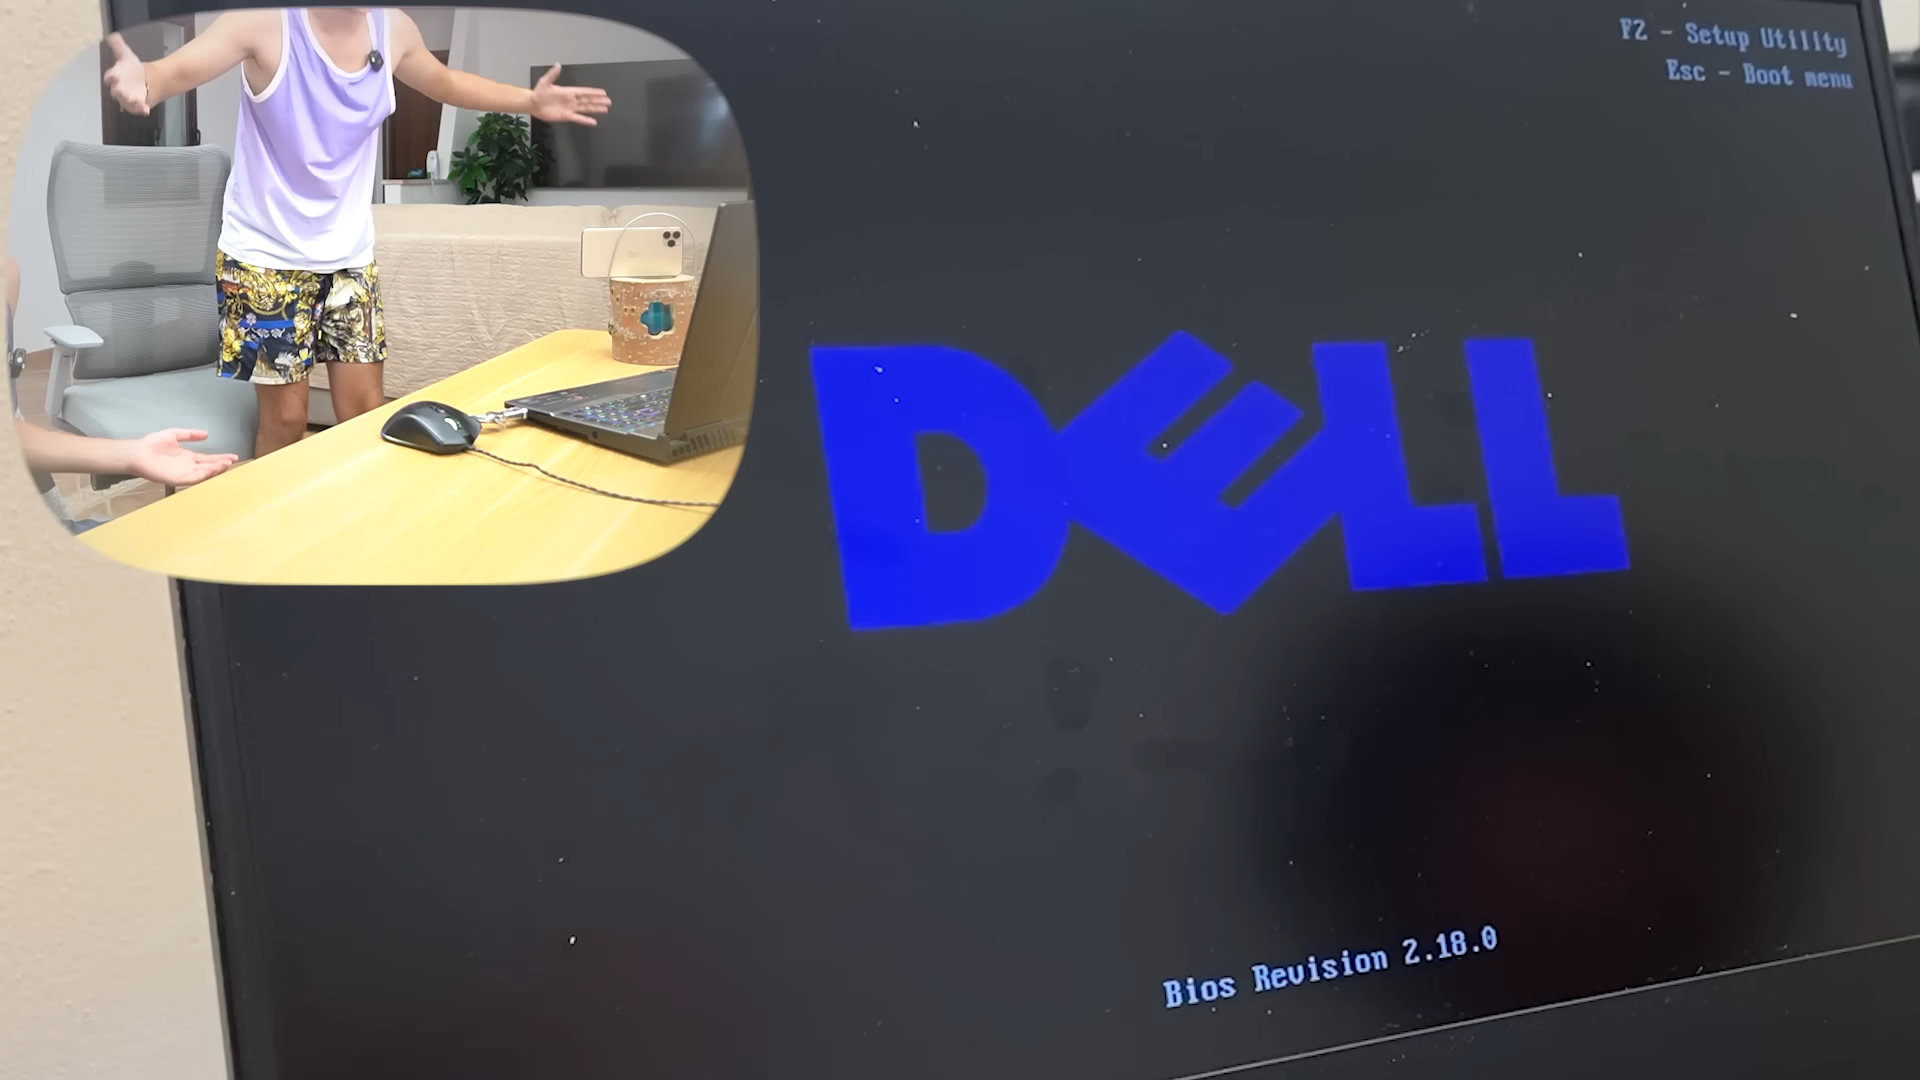 F2 - Setup Utility
Esc - Boot menu
DELL
Bios Revision 2.18.0